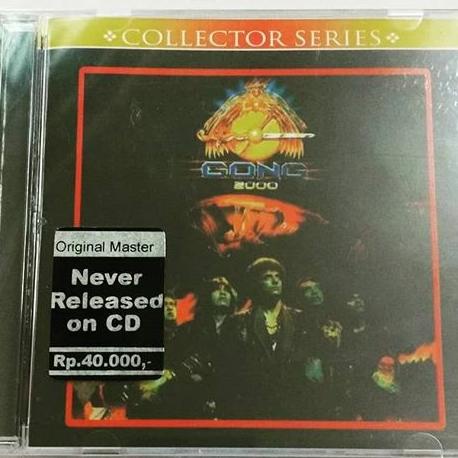 COLLECTOR SERIES
GONG
2000
Original Master
Never
Released
on CD
Rp.40.000,-